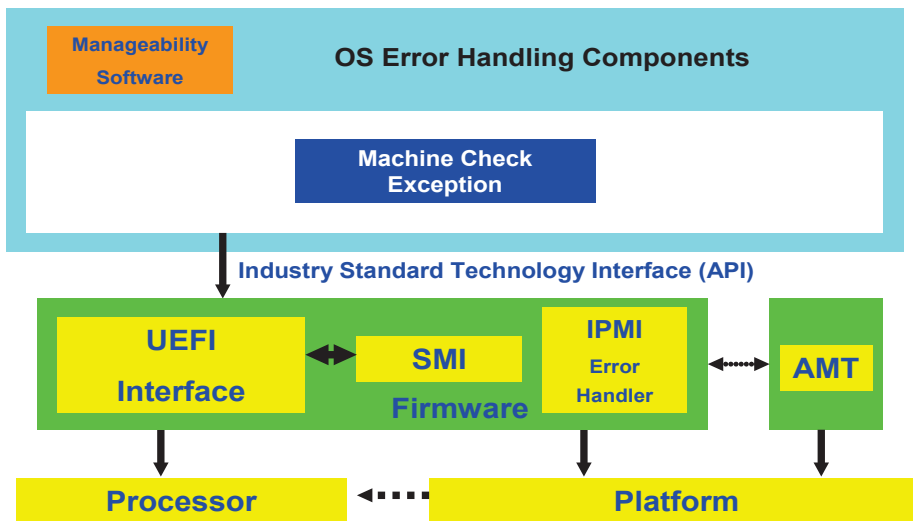 Manageability
Software
OS Error Handling Components
Machine Check
Exception
Industry Standard Technology Interface (API)
UEFI
Interface
SMI
IPMI
Error
Handler
Firmware
AMT
Processor
Platform